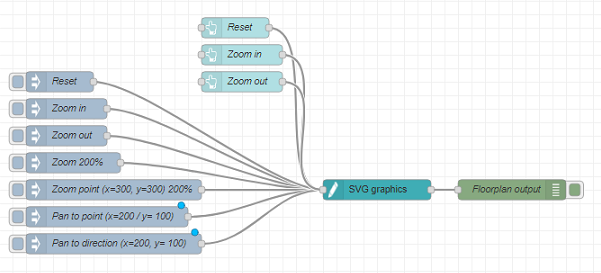 Reset
Zoom in
Zoom out
Reset
Zoom in
Zoom out
Zoom 200%
Zoom point (x=300, y=300) 200%
SVG graphics
Floorplan output
Pan to point (x=200 / y= 100)
Pan to direction (x=200, y= 100)